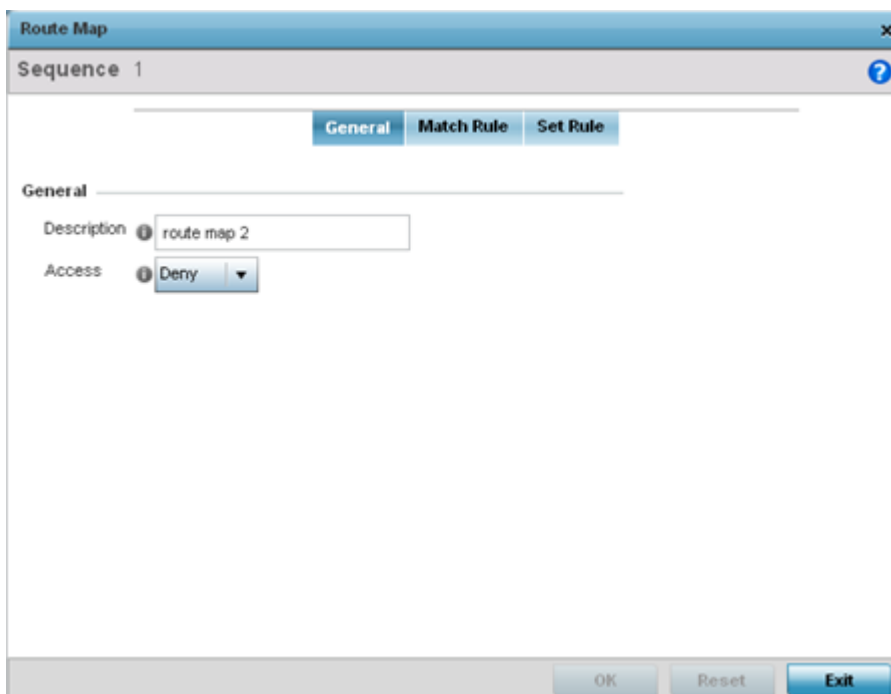 Route Map
Sequence 1
General Match Rule Set Rule
General
Description route map 2
Access Deny
OK Reset Exit